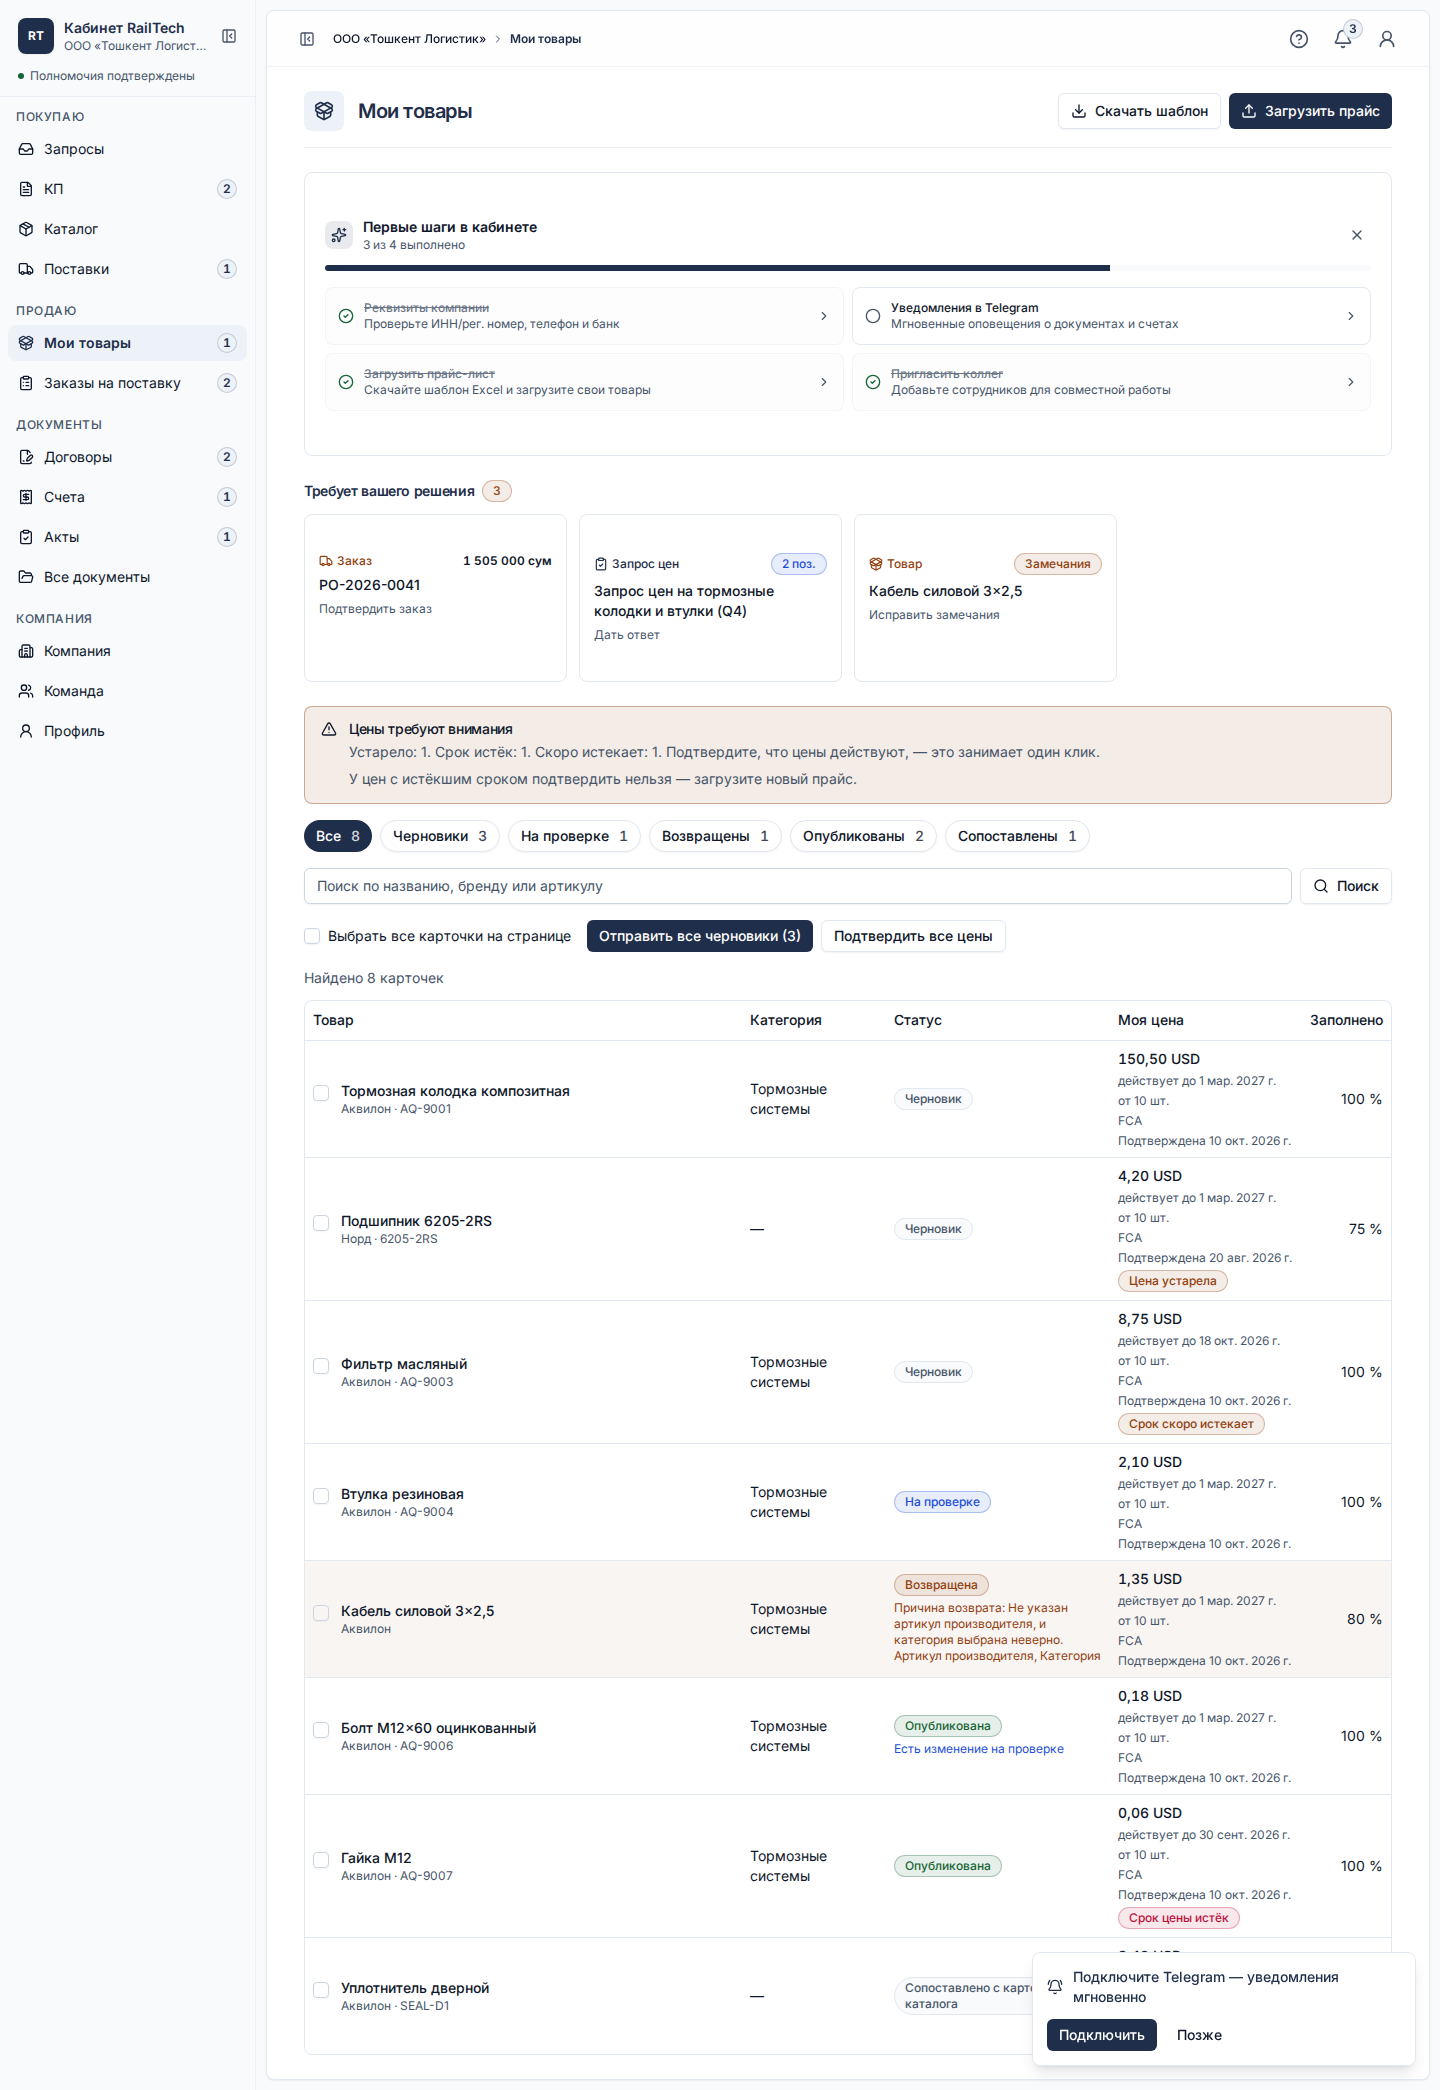 RT
Кабинет RailTech
ООО «Тошкент Логист...
Полномочия подтверждены
ПОКУПАЮ
Запросы
КП 2
Каталог
Поставки 1
ПРОДАЮ
Мои товары 1
Заказы на поставку 2
ДОКУМЕНТЫ
Договоры 2
Счета 1
Акты 1
Все документы
КОМПАНИЯ
Компания
Команда
Профиль
ООО «Тошкент Логистик» > Мои товары
3
Мои товары
Скачать шаблон
Загрузить прайс
Первые шаги в кабинете
3 из 4 выполнено
Реквизиты компании
Проверьте ИНН/рег. номер, телефон и банк
Уведомления в Telegram
Мгновенные оповещения о документах и счетах
Загрузить прайс-лист
Скачайте шаблон Excel и загрузите свои товары
Пригласить коллег
Добавьте сотрудников для совместной работы
Требует вашего решения 3
Заказ 1 505 000 сум
PO-2026-0041
Подтвердить заказ
Запрос цен 2 поз.
Запрос цен на тормозные
колодки и втулки (Q4)
Дать ответ
Товар Замечания
Кабель силовой 3×2,5
Исправить замечания
Цены требуют внимания
Устарело: 1. Срок истёк: 1. Скоро истекает: 1. Подтвердите, что цены действуют, — это занимает один клик.
У цен с истёкшим сроком подтвердить нельзя — загрузите новый прайс.
Все 8 Черновики 3 На проверке 1 Возвращены 1 Опубликованы 2 Сопоставлены 1
Поиск по названию, бренду или артикулу
Поиск
Выбрать все карточки на странице
Отправить все черновики (3)
Подтвердить все цены
Найдено 8 карточек
Товар Категория Статус Моя цена Заполнено
Тормозная колодка композитная
Аквилон · AQ-9001
Тормозные
системы
Черновик
150,50 USD
действует до 1 мар. 2027 г.
от 10 шт.
FCA
Подтверждена 10 окт. 2026 г.
100 %
Подшипник 6205-2RS
Норд · 6205-2RS
—
Черновик
4,20 USD
действует до 1 мар. 2027 г.
от 10 шт.
FCA
Подтверждена 20 авг. 2026 г.
Цена устарела
75 %
Фильтр масляный
Аквилон · AQ-9003
Тормозные
системы
Черновик
8,75 USD
действует до 18 окт. 2026 г.
от 10 шт.
FCA
Подтверждена 10 окт. 2026 г.
Срок скоро истекает
100 %
Втулка резиновая
Аквилон · AQ-9004
Тормозные
системы
На проверке
2,10 USD
действует до 1 мар. 2027 г.
от 10 шт.
FCA
Подтверждена 10 окт. 2026 г.
100 %
Кабель силовой 3×2,5
Аквилон
Тормозные
системы
Возвращена
Причина возврата: Не указан
артикул производителя, и
категория выбрана неверно.
Артикул производителя, Категория
1,35 USD
действует до 1 мар. 2027 г.
от 10 шт.
FCA
Подтверждена 10 окт. 2026 г.
80 %
Болт М12×60 оцинкованный
Аквилон · AQ-9006
Тормозные
системы
Опубликована
Есть изменение на проверке
0,18 USD
действует до 1 мар. 2027 г.
от 10 шт.
FCA
Подтверждена 10 окт. 2026 г.
100 %
Гайка М12
Аквилон · AQ-9007
Тормозные
системы
Опубликована
0,06 USD
действует до 30 сент. 2026 г.
от 10 шт.
FCA
Подтверждена 10 окт. 2026 г.
Срок цены истёк
100 %
Уплотнитель дверной
Аквилон · SEAL-D1
—
Сопоставлено с карто
каталога
Подключите Telegram — уведомления
мгновенно
Подключить
Позже